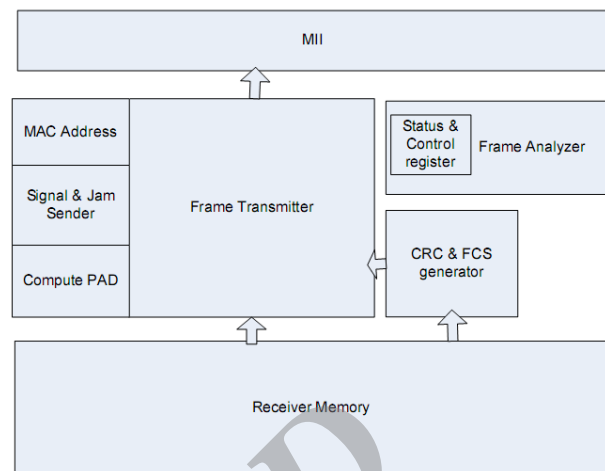 MII
MAC Address
Signal & Jam
Sender
Compute PAD
Frame Transmitter
Status &
Control
register
Frame Analyzer
CRC & FCS
generator
Receiver Memory